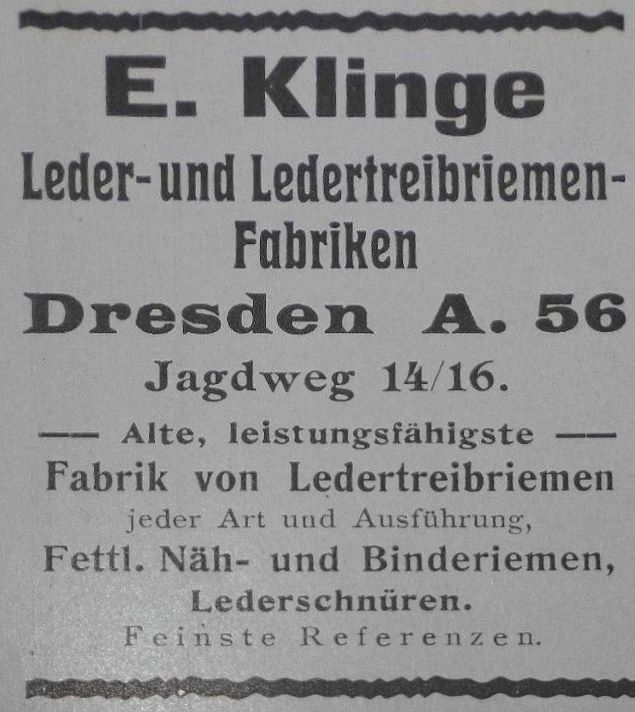 E. Klinge
Leder- und Ledertreibriemen-
Fabriken
Dresden A. 56
Jagdweg 14/16.
—— Alte, leistungsfähigste ——
Fabrik von Ledertreibriemen
jeder Art und Ausführung,
Fettl. Näh- und Binderiemen,
Lederschnüren.
Feinste Referenzen.